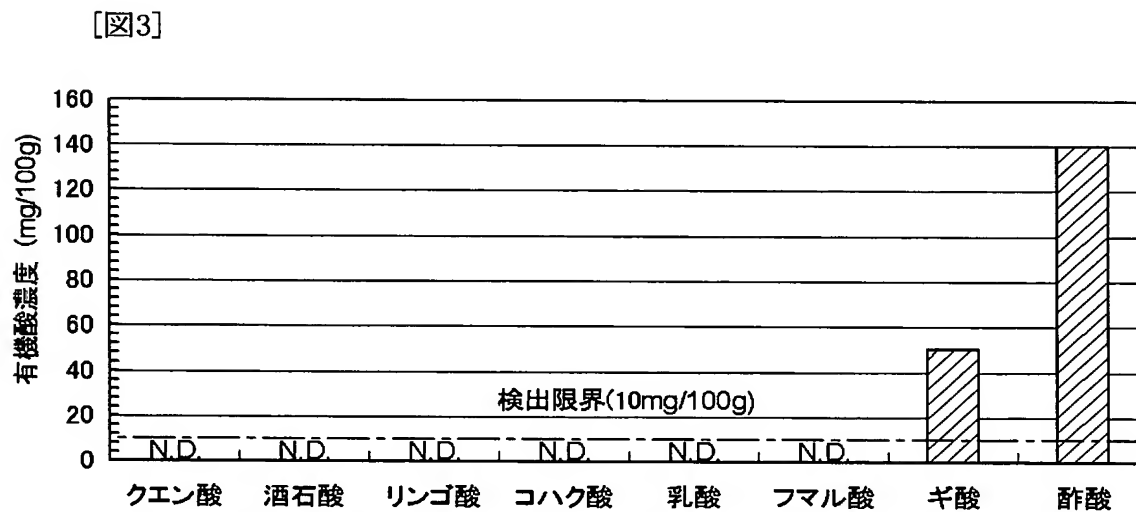 [図3]
有機酸濃度 (mg/100g)
160
140
120
100
80
60
40
20
0
検出限界(10mg/100g)
N.D. N.D. N.D. N.D. N.D. N.D.
クエン酸 酒石酸 リンゴ酸 コハク酸 乳酸 フマル酸 ギ酸 酢酸